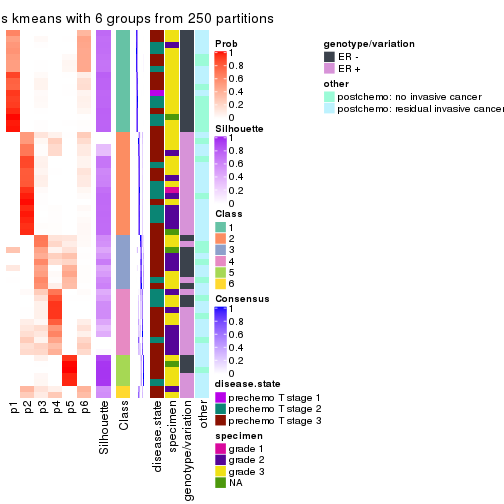 s kmeans with 6 groups from 250 partitions
Prob
1
0.8
0.6
0.4
0.2
0
Silhouette
1
0.8
0.6
0.4
0.2
0
Class
1
2
3
4
5
6
Consensus
1
0.8
0.6
0.4
0.2
0
disease.state
prechemo T stage 1
prechemo T stage 2
prechemo T stage 3
specimen
grade 1
grade 2
grade 3
NA
genotype/variation
ER -
ER +
other
postchemo: no invasive cancer
postchemo: residual invasive cancer
p1
p2
p3
p4
p5
p6
Silhouette
Class
disease.state
specimen
genotype/variation
other